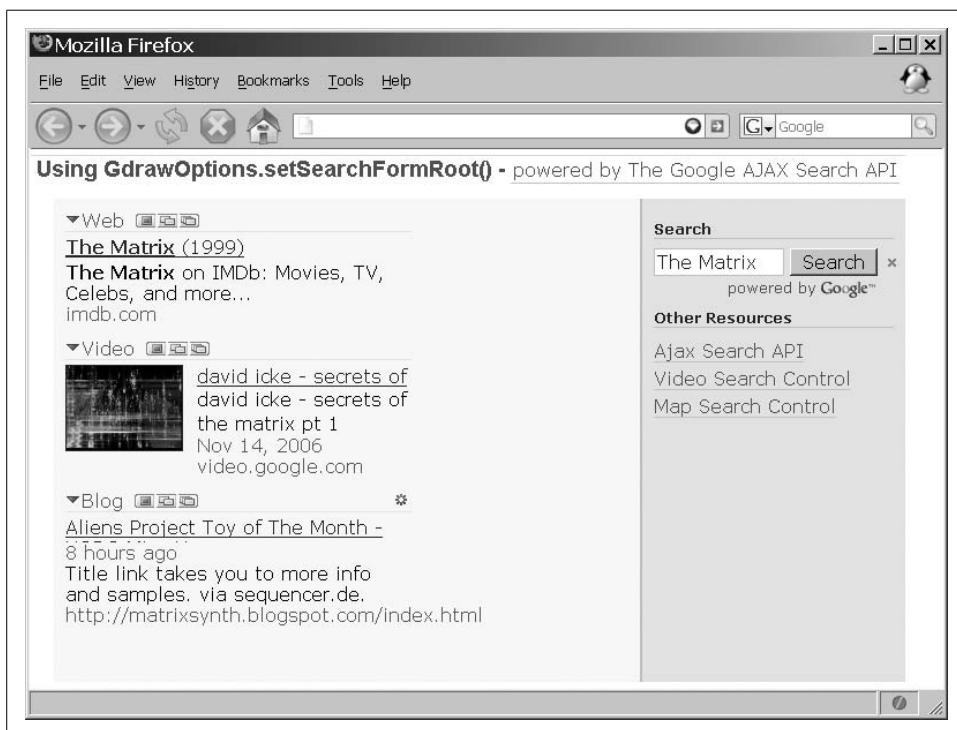 Mozilla Firefox
File Edit View History Bookmarks Tools Help
G Google
Using GdrawOptions.setSearchFormRoot() - powered by The Google AJAX Search API
Web
The Matrix (1999)
The Matrix on IMDb: Movies, TV,
Celebs, and more...
imdb.com
Video
david icke - secrets of
david icke - secrets of
the matrix pt 1
Nov 14, 2006
video.google.com
Blog
Aliens Project Toy of The Month -
8 hours ago
Title link takes you to more info
and samples. via sequencer.de.
http://matrixsynth.blogspot.com/index.html
Search
The Matrix Search ×
powered by Google™
Other Resources
Ajax Search API
Video Search Control
Map Search Control